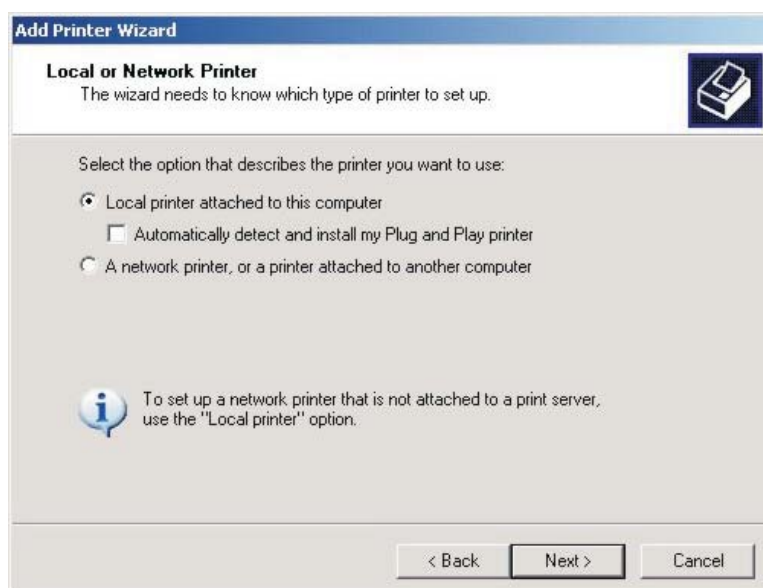 Add Printer Wizard
Local or Network Printer
The wizard needs to know which type of printer to set up.
Select the option that describes the printer you want to use:
Local printer attached to this computer
Automatically detect and install my Plug and Play printer
A network printer, or a printer attached to another computer
To set up a network printer that is not attached to a print server,
use the "Local printer" option.
< Back Next > Cancel